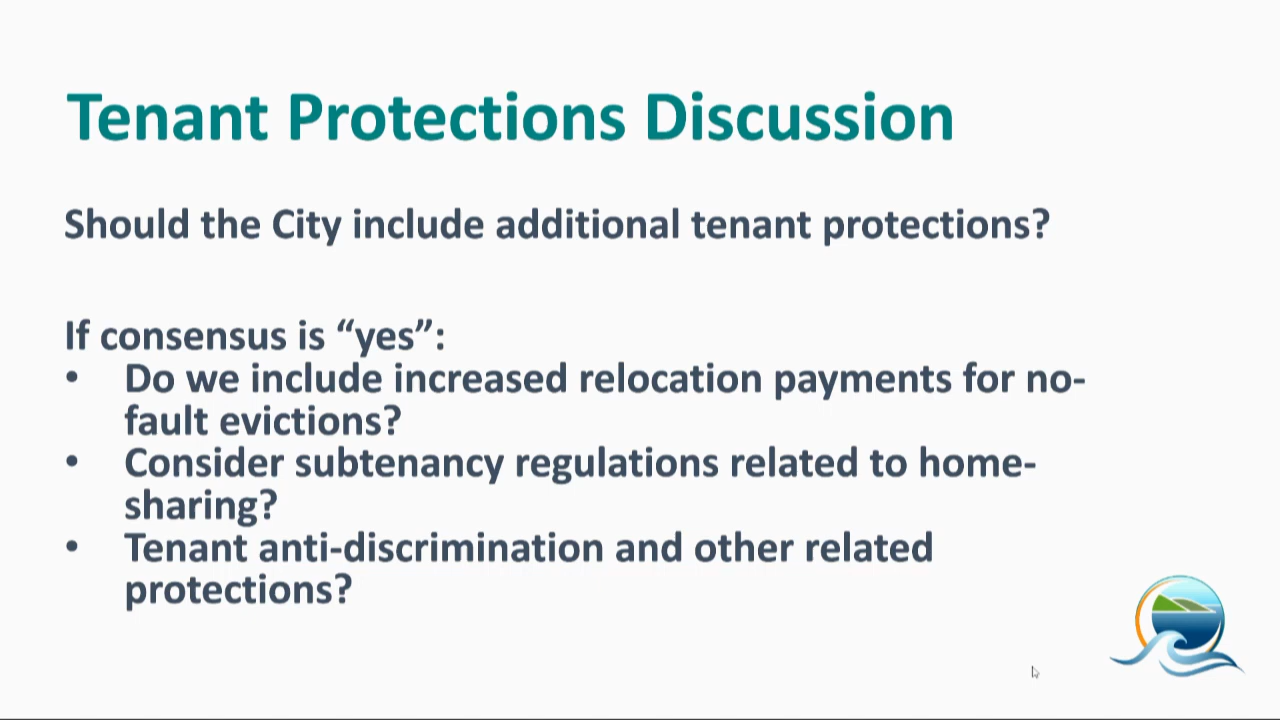 Tenant Protections Discussion
Should the City include additional tenant protections?
If consensus is “yes”:
• Do we include increased relocation payments for no-
fault evictions?
• Consider subtenancy regulations related to home-
sharing?
• Tenant anti-discrimination and other related
protections?